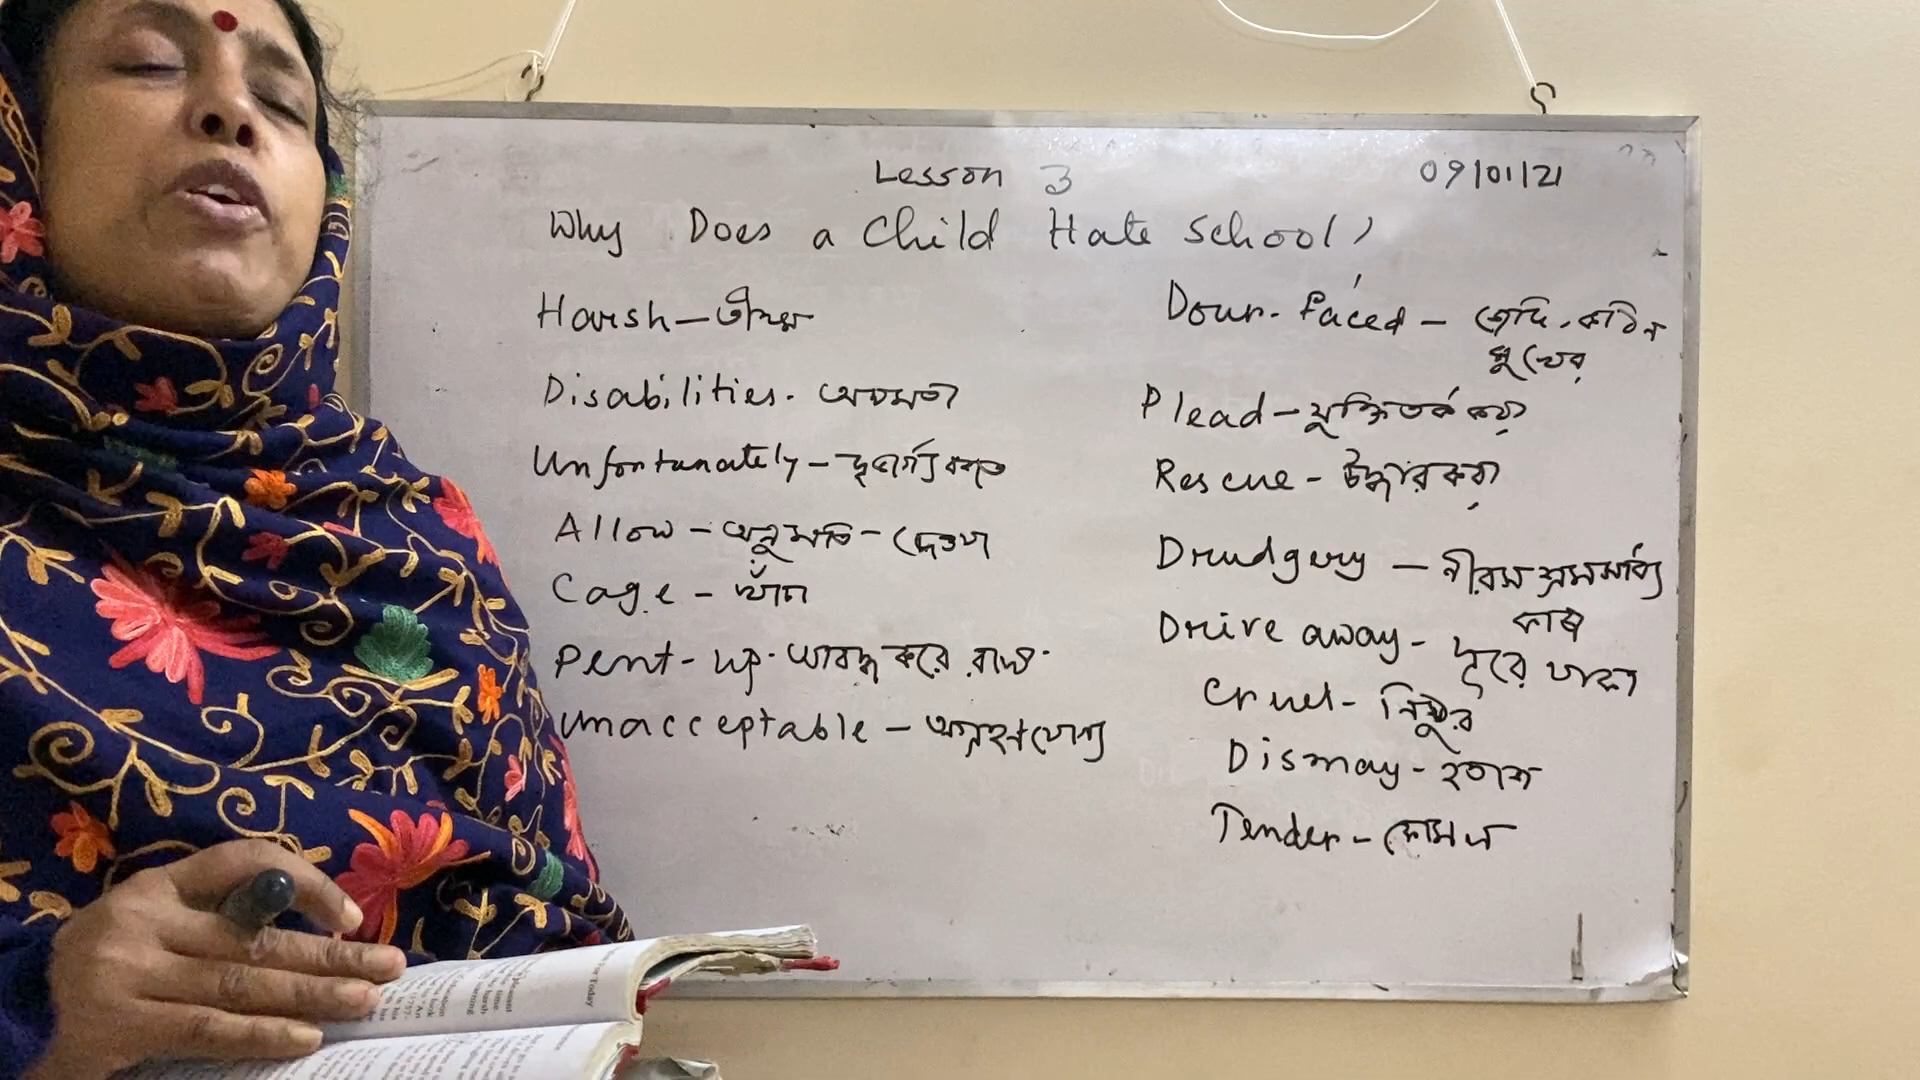 Lesson 3
09/01/21
Why Does a Child Hate School?
Harsh –
Disabilities. অক্ষমতা
Unfortunately – দুর্ভাগ্যবশত
Allow – অনুমতি – দেওয়া
Cage – খাঁচা
Pent-up. আবদ্ধ করে রাখা.
Unacceptable – অগ্রহণযোগ্য
Dour-faced – জেদি, কঠিন
মুখের
Plead – যুক্তিতর্ক করা
Rescue – উদ্ধার করা
Drudgery – নীরস শ্রমসাধ্য
কাজ
Drive away – দূরে
Cruel – নিষ্ঠুর
Dismay – হতাশ
Tender – কোমল
For Today